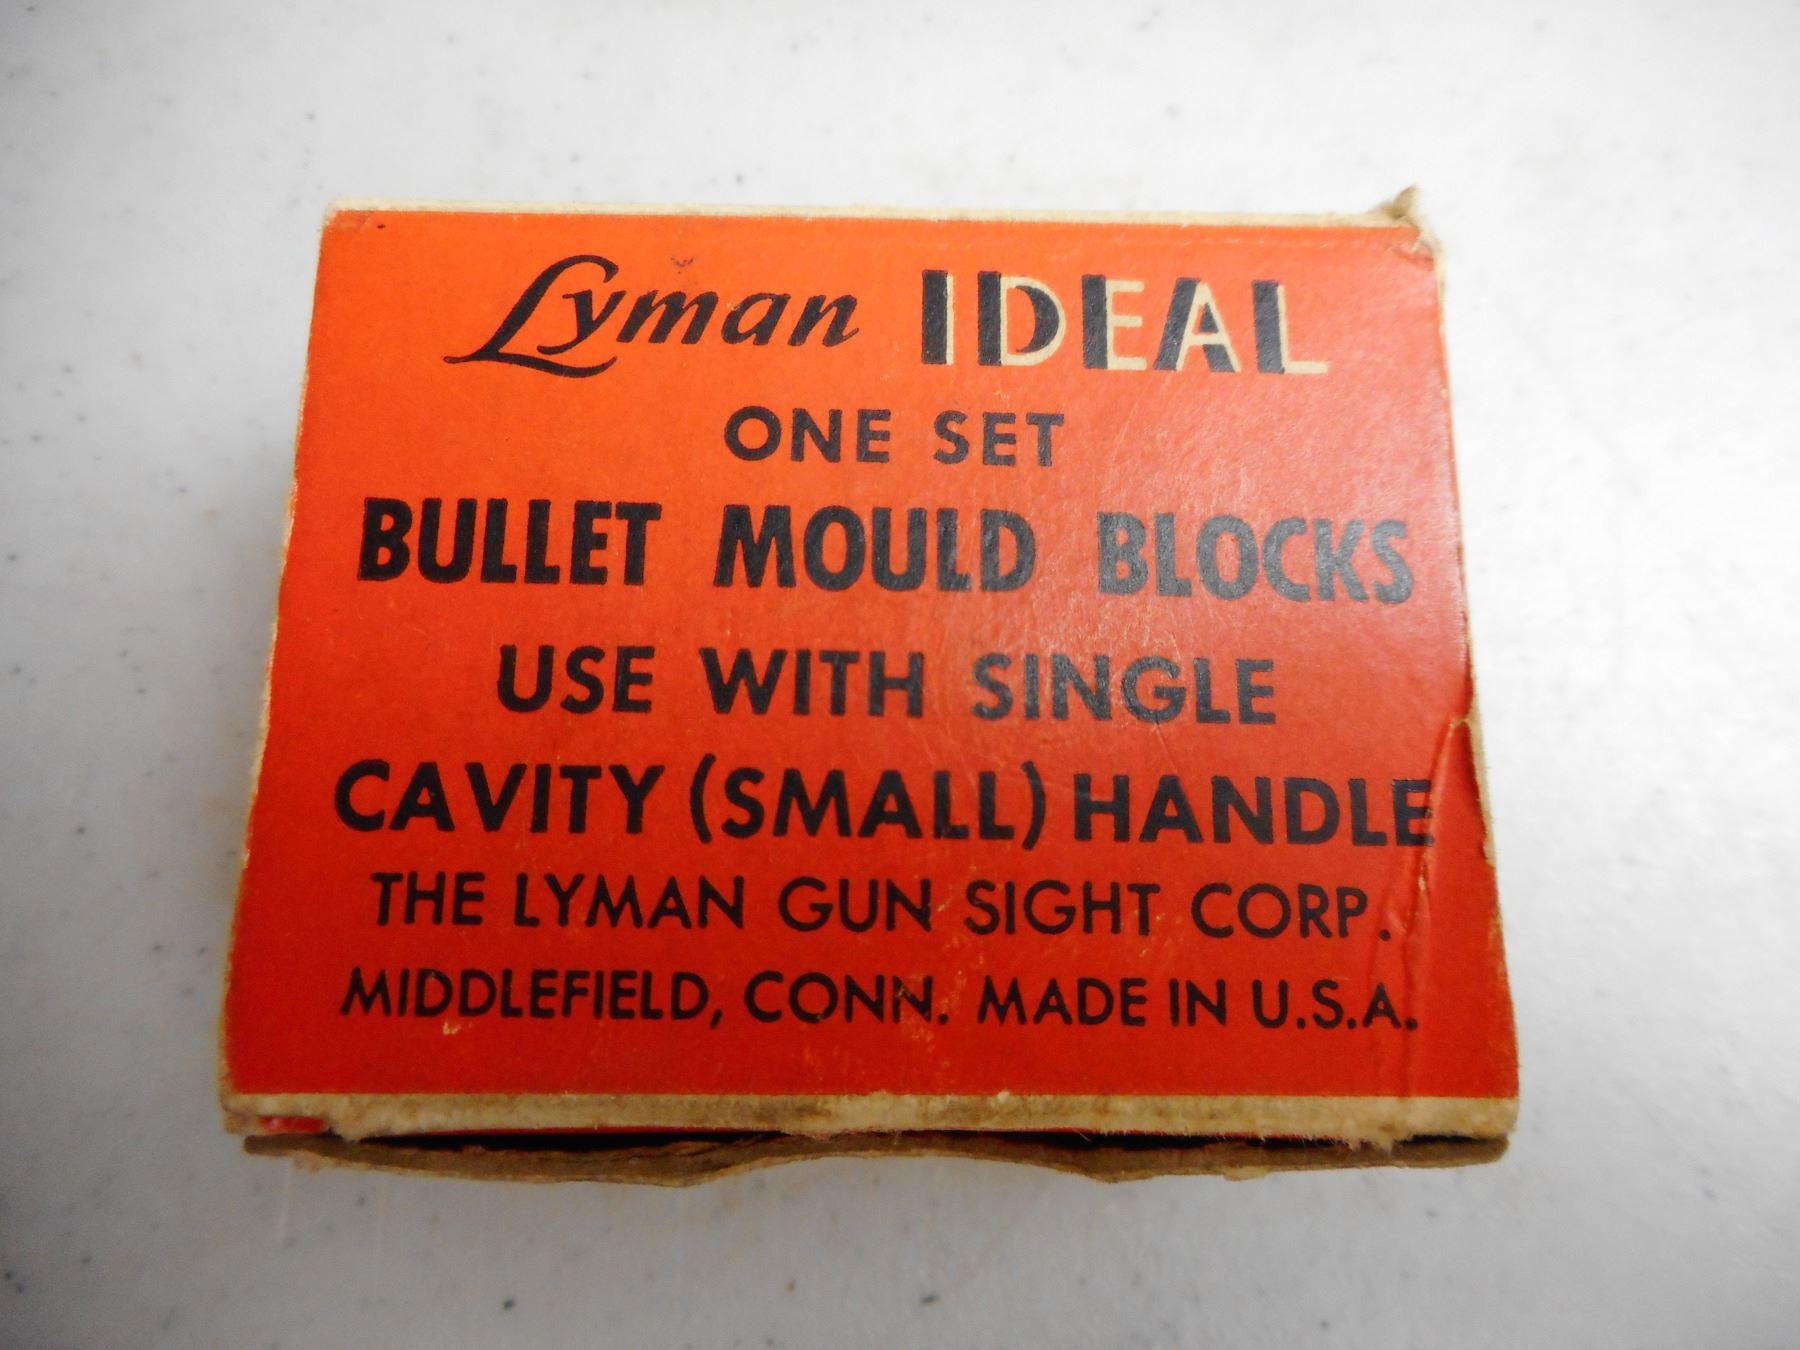 Lyman IDEAL
ONE SET
BULLET MOULD BLOCKS
USE WITH SINGLE
CAVITY (SMALL) HANDLE
THE LYMAN GUN SIGHT CORP.
MIDDLEFIELD, CONN. MADE IN U.S.A.